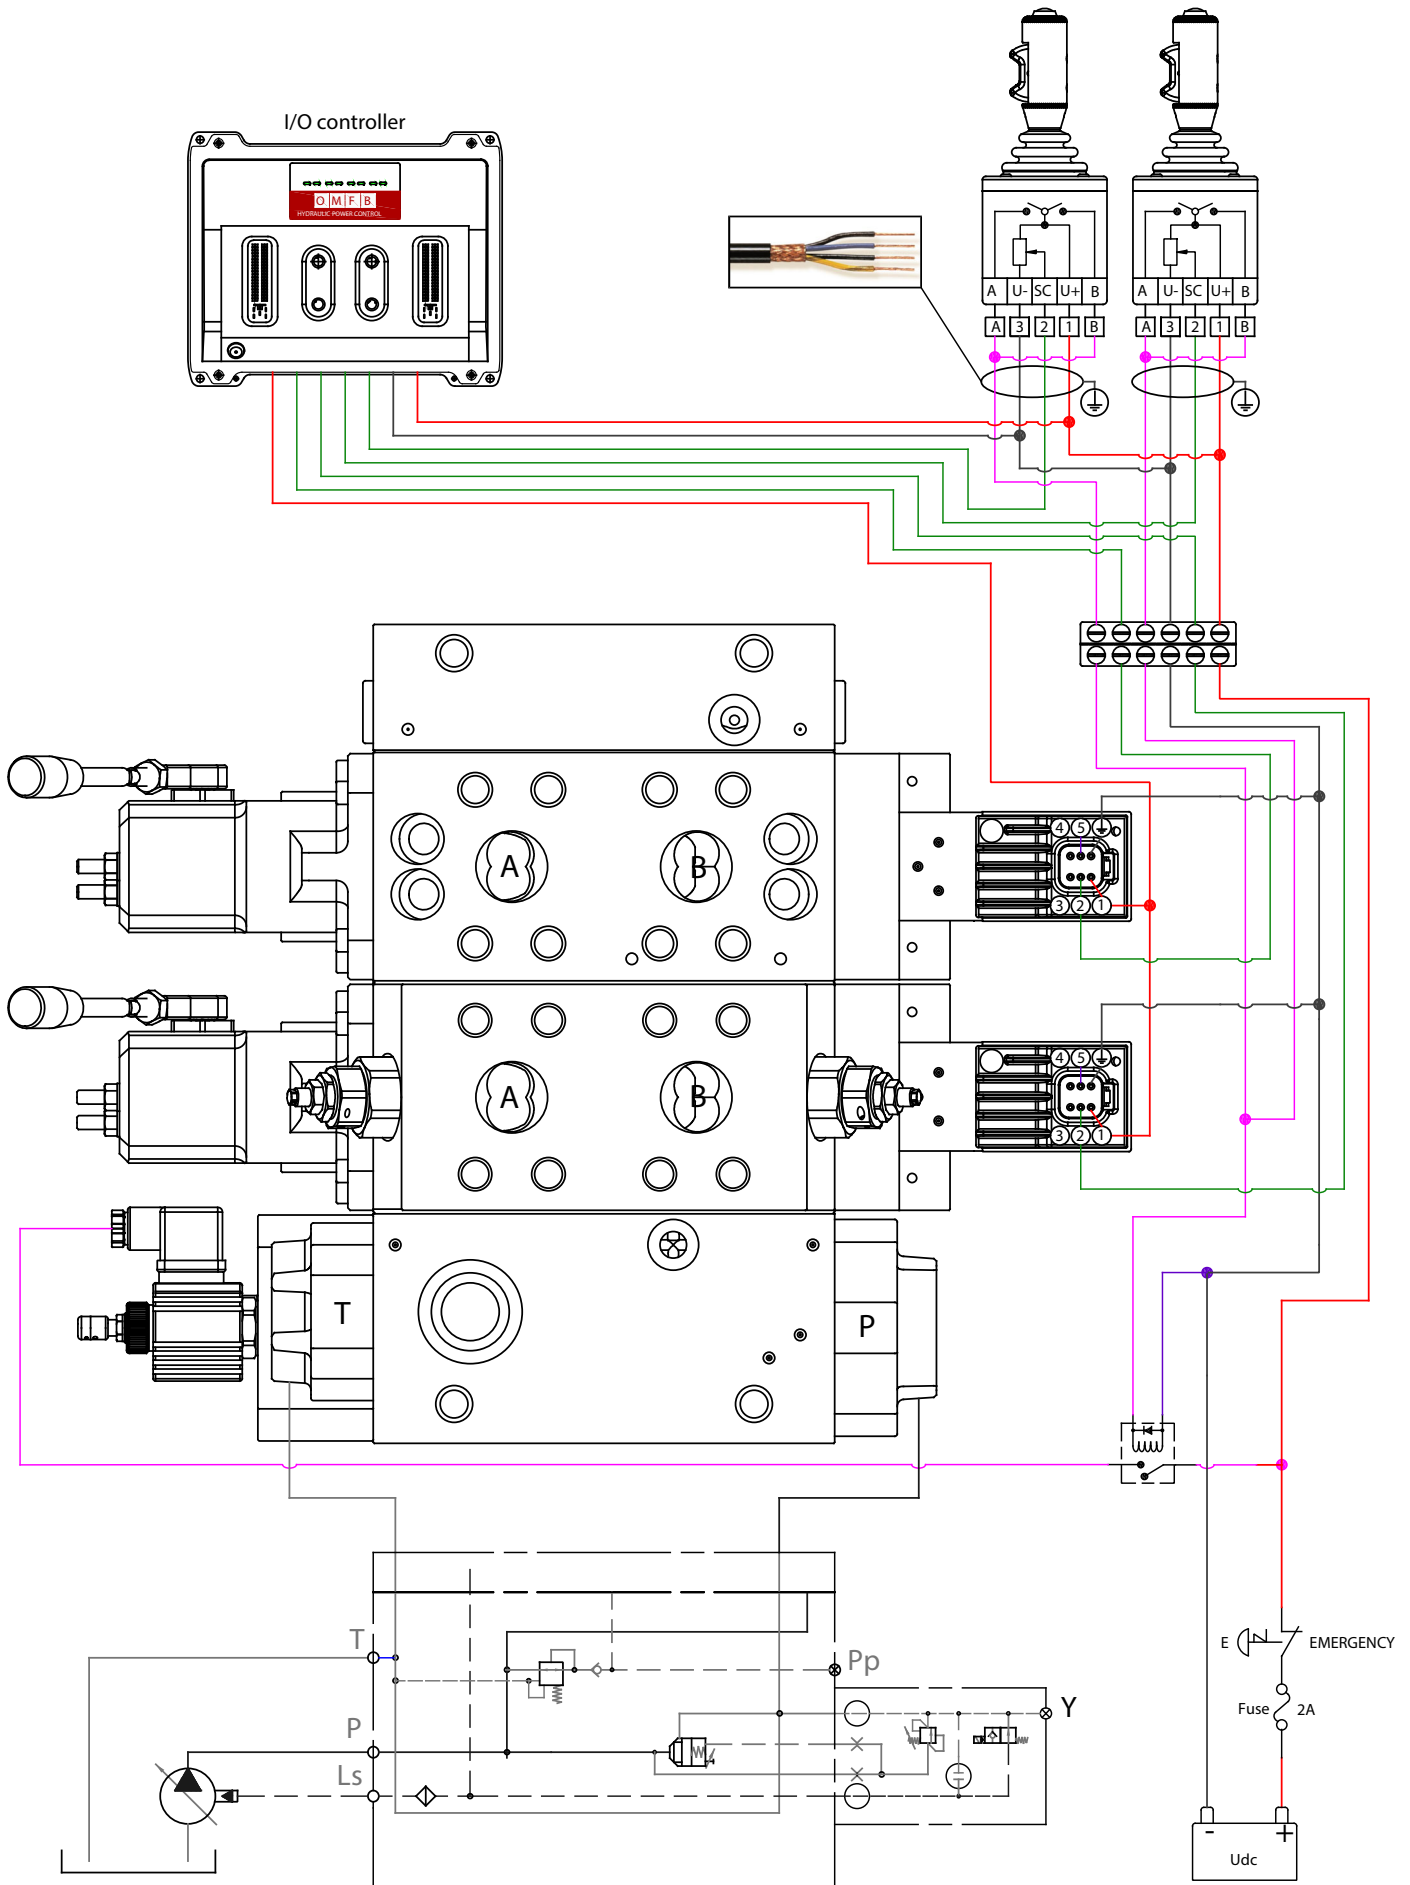 I/O controller
O M F B
HYDRAULIC POWER CONTROL
A U- SC U+ B
A 3 2 1 B
A U- SC U+ B
A 3 2 1 B
A B
4 5
3 2 1
A B
4 5
3 2 1
T P
T
Pp
P
Y
Ls
E EMERGENCY
Fuse 2A
- +
Udc